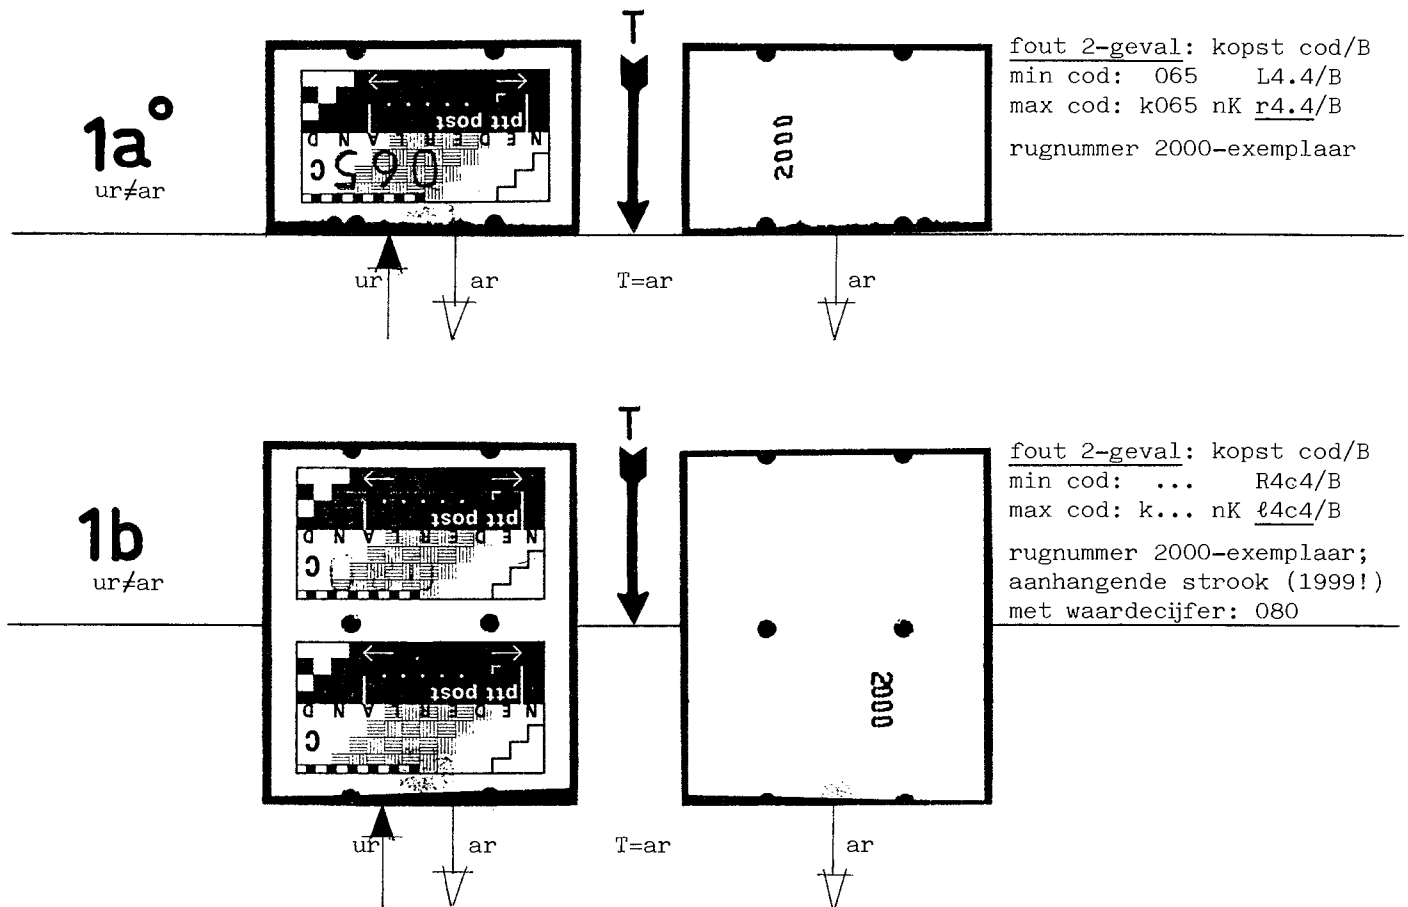 T
fout 2-geval: kopst cod/B
min cod: 065 L4.4/B
max cod: k065 nK r4.4/B
rugnummer 2000-exemplaar
1a°
ur≠ar
ptt post
NEDERLAND
065 C
2000
ur
ar
T=ar
ar
T
fout 2-geval: kopst cod/B
min cod: ... R4c4/B
max cod: k... nK ℓ4c4/B
rugnummer 2000-exemplaar;
aanhangende strook (1999!)
met waardecijfer: 080
1b
ur≠ar
ptt post
NEDERLAND
C
ptt post
NEDERLAND
C
2000
ur
ar
T=ar
ar